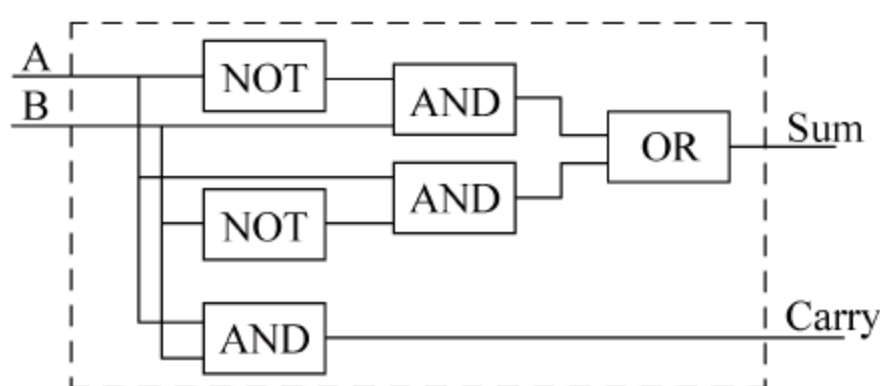 A
NOT
AND
B
Sum
OR
AND
NOT
Carry
AND